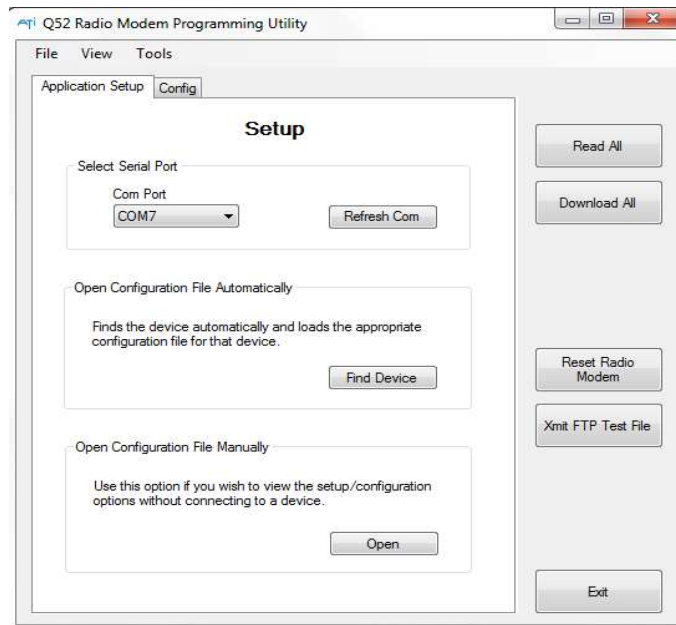 ATi Q52 Radio Modem Programming Utility
File View Tools
Application Setup Config
Setup
Select Serial Port
Com Port
COM7
Refresh Com
Open Configuration File Automatically
Finds the device automatically and loads the appropriate
configuration file for that device.
Find Device
Open Configuration File Manually
Use this option if you wish to view the setup/configuration
options without connecting to a device.
Open
Read All
Download All
Reset Radio
Modem
Xmit FTP Test File
Exit